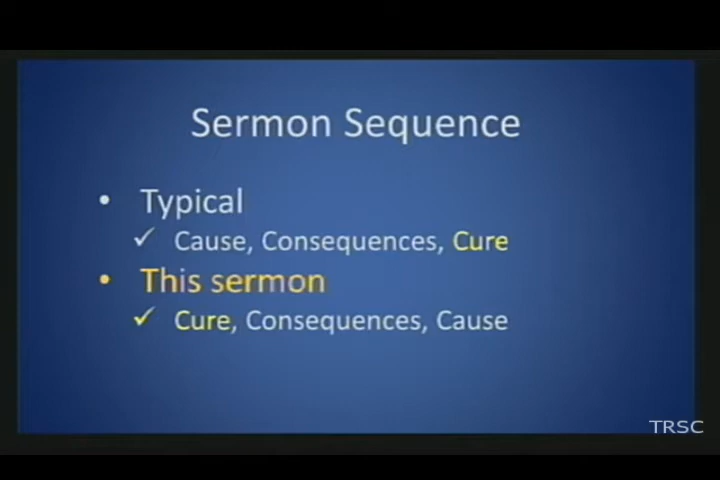 Sermon Sequence
• Typical
✓ Cause, Consequences, Cure
• This sermon
✓ Cure, Consequences, Cause
TRSC